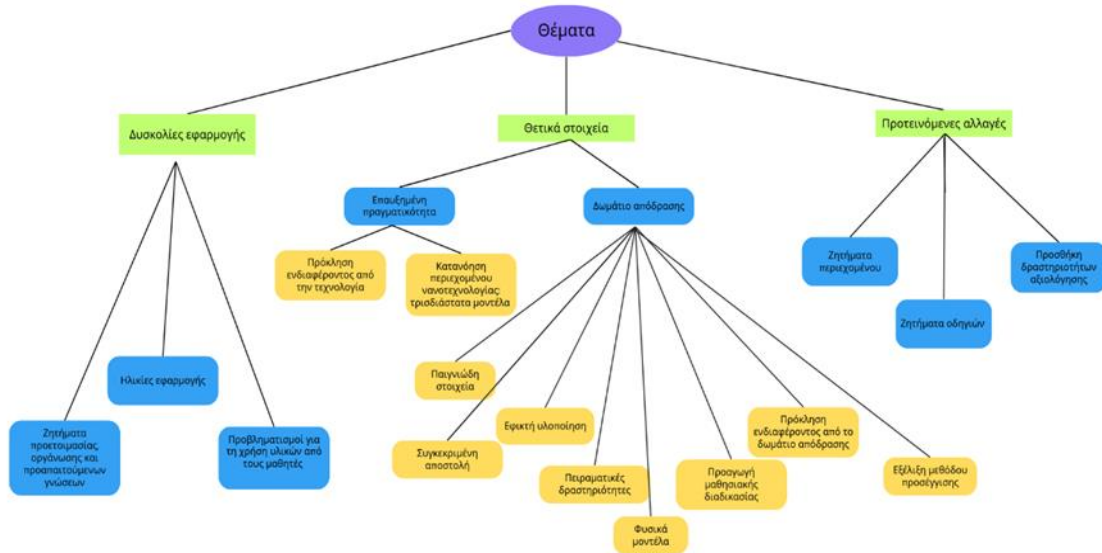 Θέματα
Δυσκολίες εφαρμογής
Θετικά στοιχεία
Προτεινόμενες αλλαγές
Επαυξημένη
πραγματικότητα
Δωμάτιο απόδρασης
Ζητήματα
περιεχομένου
Προσθήκη
δραστηριοτήτων
αξιολόγησης
Ζητήματα οδηγιών
Πρόκληση
ενδιαφέροντος από
την τεχνολογία
Κατανόηση
περιεχομένου
νανοτεχνολογίας:
τρισδιάστατα μοντέλα
Ηλικίες εφαρμογής
Ζητήματα
προετοιμασίας,
οργάνωσης και
προαπαιτούμενων
γνώσεων
Προβληματισμοί για
τη χρήση υλικών από
τους μαθητές
Παιγνιώδη
στοιχεία
Συγκεκριμένη
αποστολή
Εφικτή υλοποίηση
Πειραματικές
δραστηριότητες
Φυσικά
μοντέλα
Προαγωγή
μαθησιακής
διαδικασίας
Πρόκληση
ενδιαφέροντος από το
δωμάτιο απόδρασης
Εξέλιξη μεθόδου
προσέγγισης